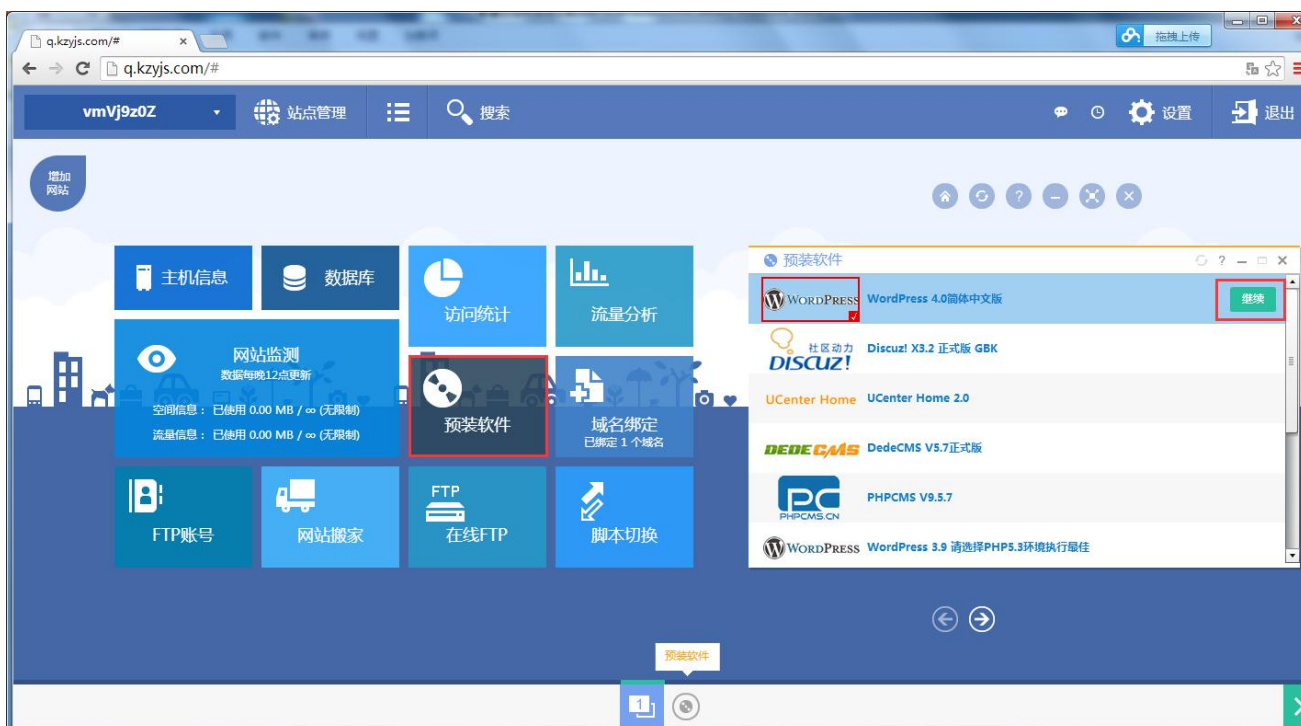 q.kzyjs.com/#
拖拽上传
q.kzyjs.com/#
vmVj9z0Z
站点管理
搜索
设置
退出
增加
网站
主机信息
数据库
访问统计
流量分析
网站监测
数据每晚12点更新
空间信息： 已使用 0.00 MB / ∞ (无限制)
流量信息： 已使用 0.00 MB / ∞ (无限制)
预装软件
域名绑定
已绑定 1 个域名
FTP账号
网站搬家
FTP
在线FTP
脚本切换
预装软件
WORDPRESS
WordPress 4.0简体中文版
继续
社区动力
DISCUZ!
Discuz! X3.2 正式版 GBK
UCenter Home
UCenter Home 2.0
DEDECMS
DedeCMS V5.7正式版
PC
PHPCMS.CN
PHPCMS V9.5.7
WORDPRESS
WordPress 3.9 请选择PHP5.3环境执行最佳
预装软件
1